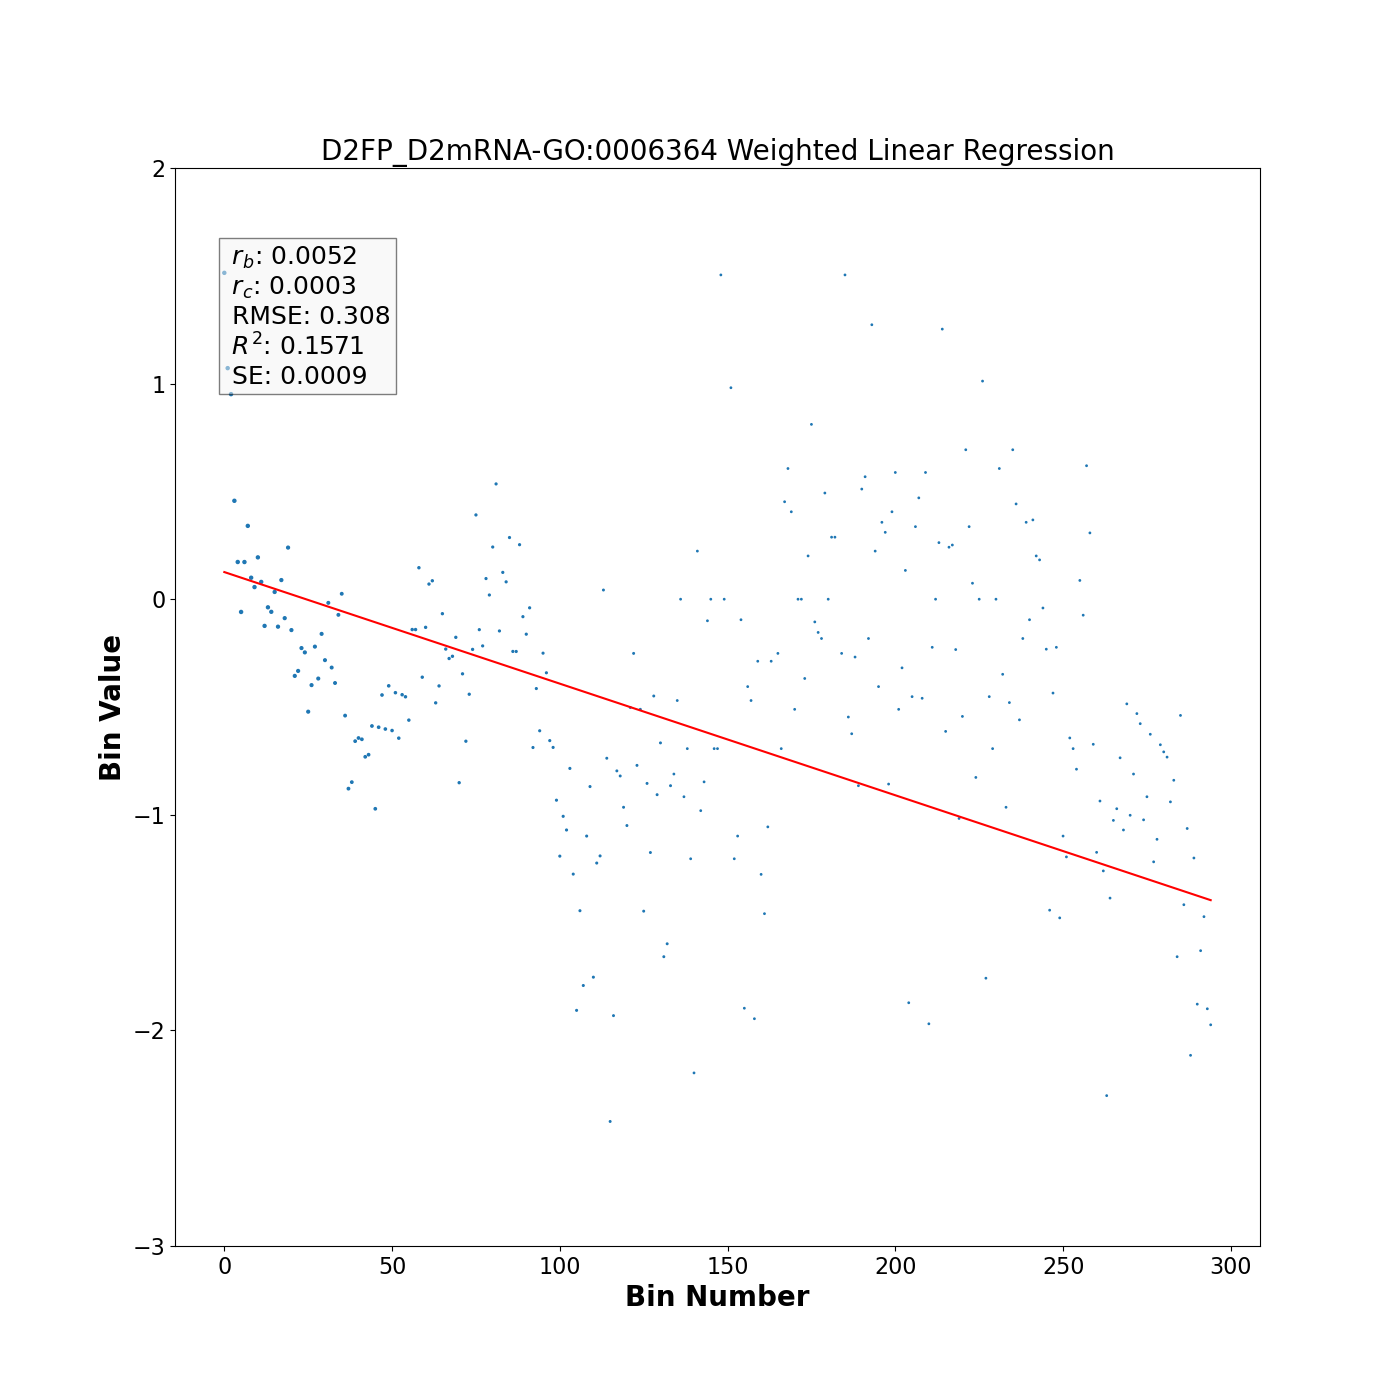 D2FP_D2mRNA-GO:0006364 Weighted Linear Regression
2
1
0
−1
−2
−3
r_b: 0.0052
r_c: 0.0003
RMSE: 0.308
R²: 0.1571
SE: 0.0009
Bin Value
0 50 100 150 200 250 300
Bin Number